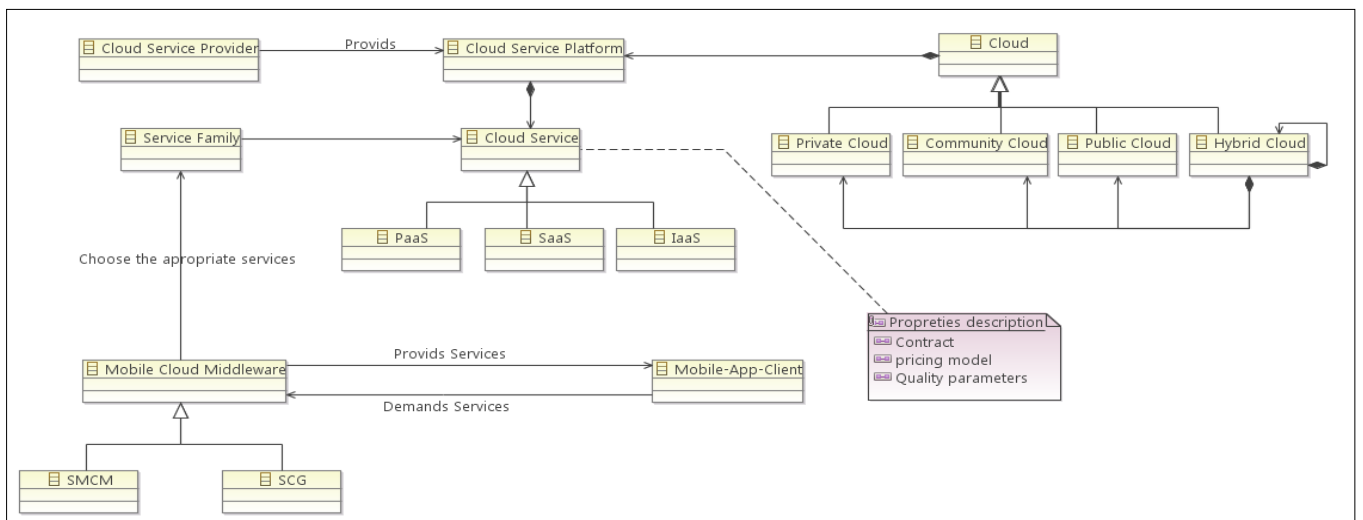 Cloud Service Provider
Provids
Cloud Service Platform
Cloud
Service Family
Cloud Service
Private Cloud
Community Cloud
Public Cloud
Hybrid Cloud
PaaS
SaaS
IaaS
Choose the apropriate services
Propreties description
Contract
pricing model
Quality parameters
Mobile Cloud Middleware
Provids Services
Mobile-App-Client
Demands Services
SMCM
SCG